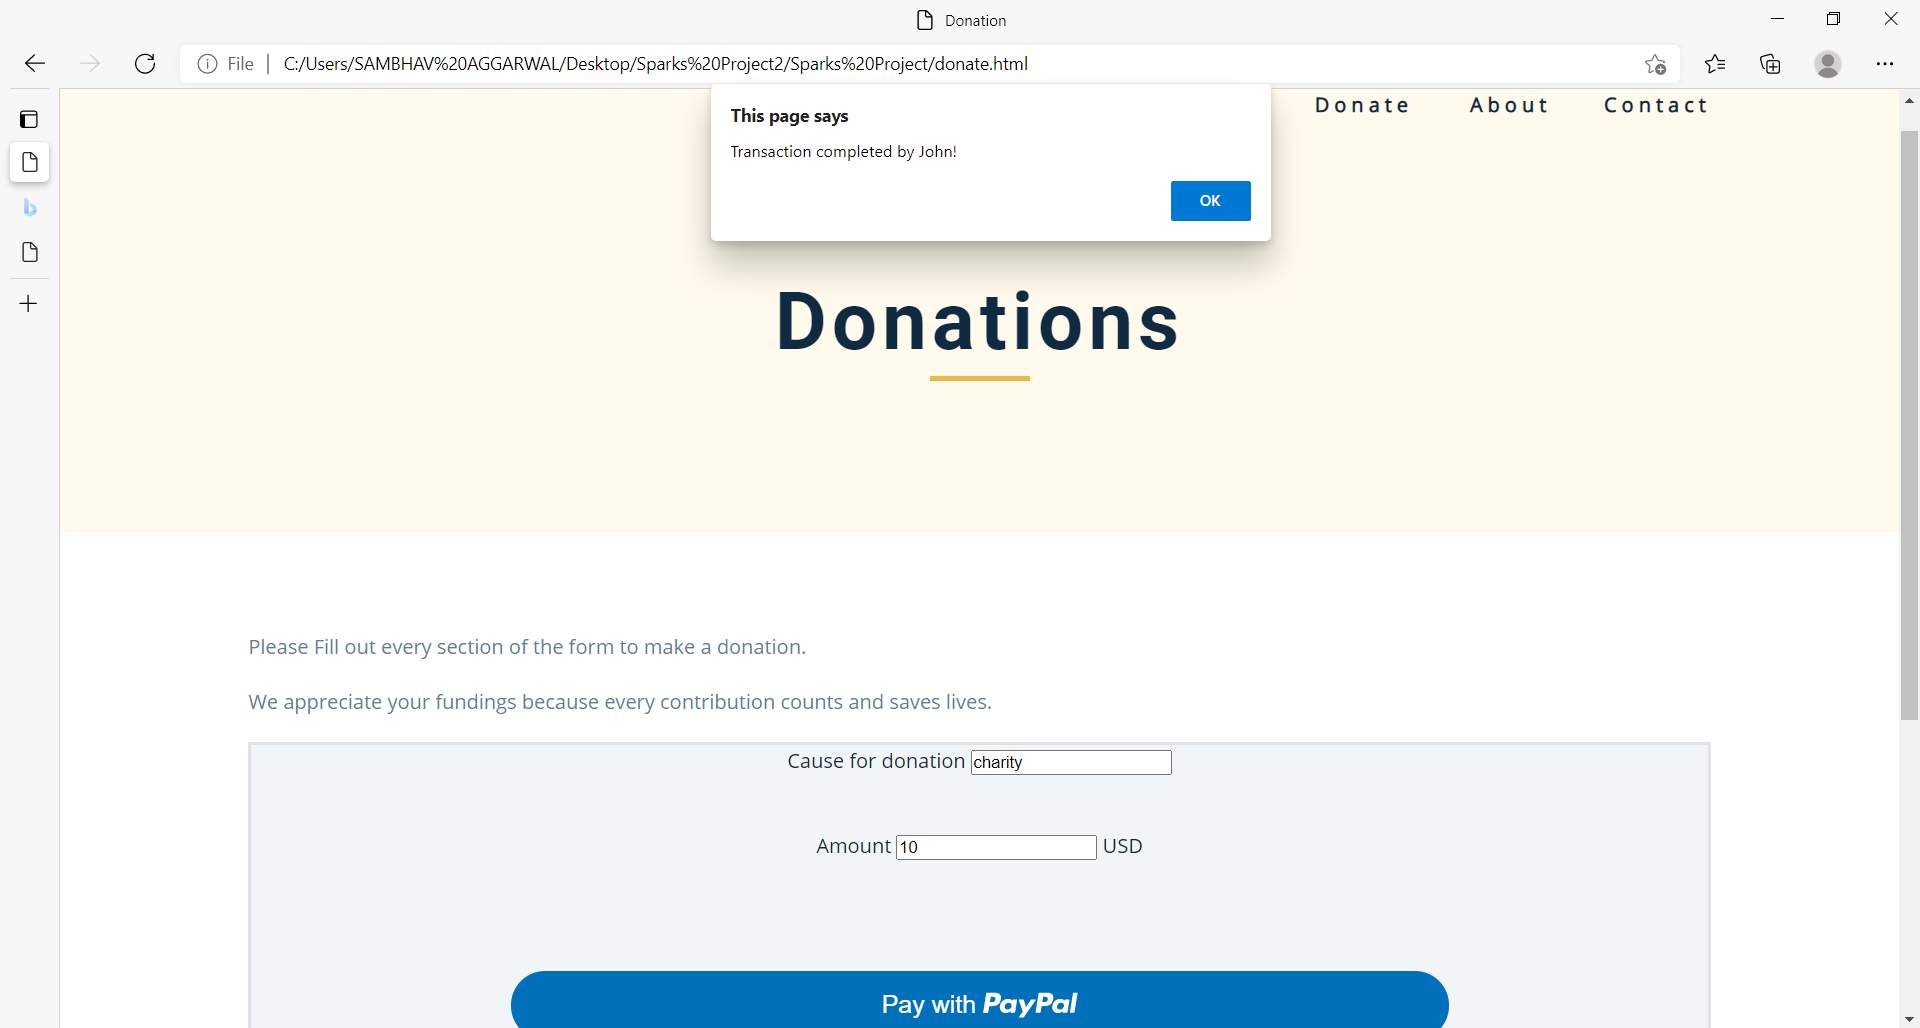 Donation
File
C:/Users/SAMBHAV%20AGGARWAL/Desktop/Sparks%20Project2/Sparks%20Project/donate.html
This page says
Transaction completed by John!
OK
Donate About Contact
Donations
Please Fill out every section of the form to make a donation.
We appreciate your fundings because every contribution counts and saves lives.
Cause for donation charity
Amount 10 USD
Pay with PayPal